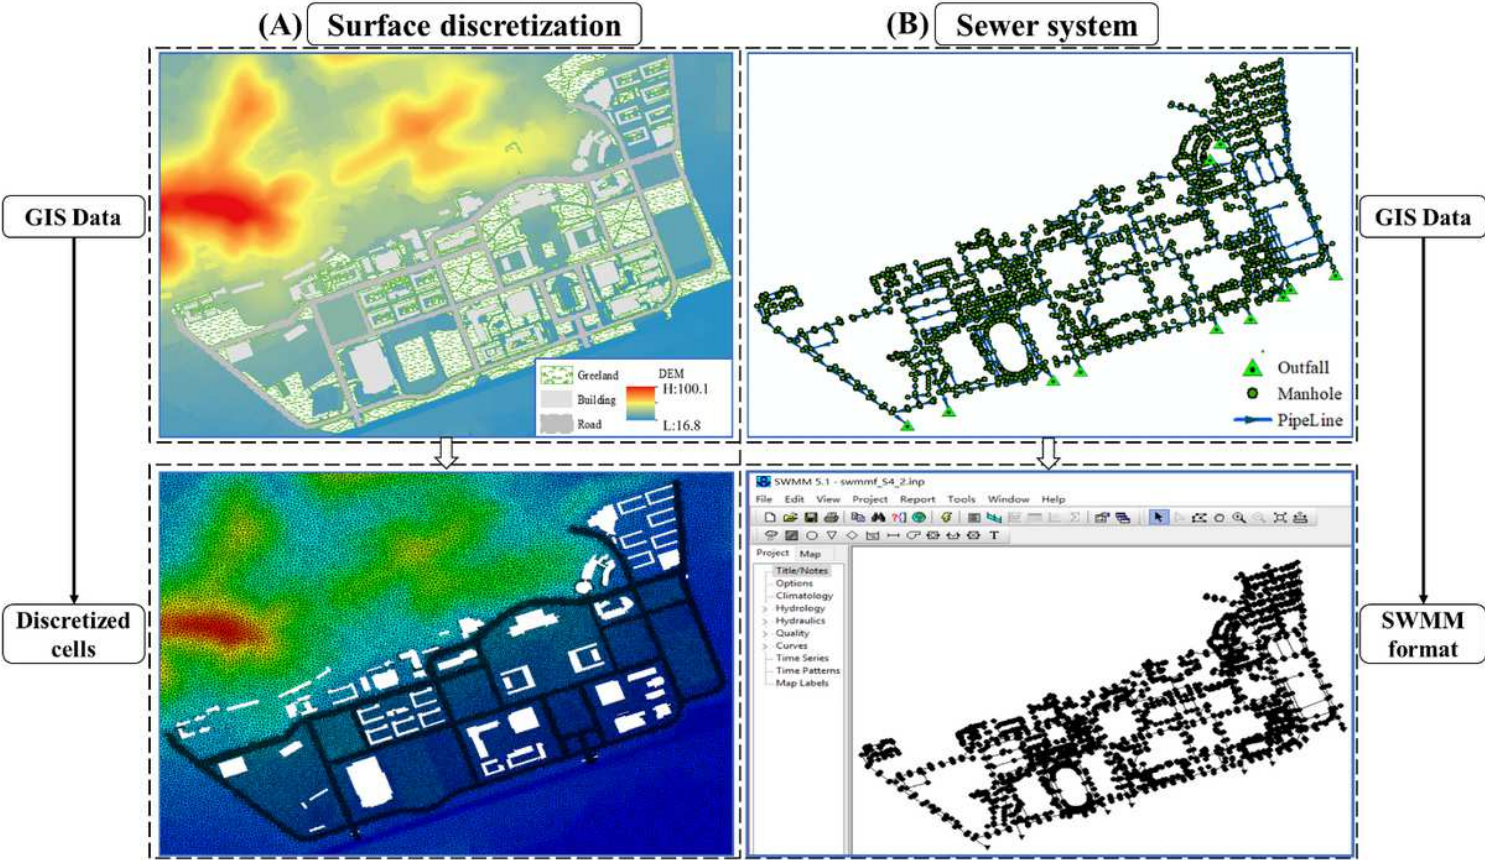 (A) Surface discretization
(B) Sewer system
GIS Data
Discretized
cells
Greeland
Building
Road
DEM
H:100.1
L:16.8
Outfall
Manhole
PipeLine
GIS Data
SWMM
format
SWMM 5.1 - swmmf_S4_2.inp
File Edit View Project Report Tools Window Help
T
Project Map
Title/Notes
Options
Climatology
Hydrology
Hydraulics
Quality
Curves
Time Series
Time Patterns
Map Labels